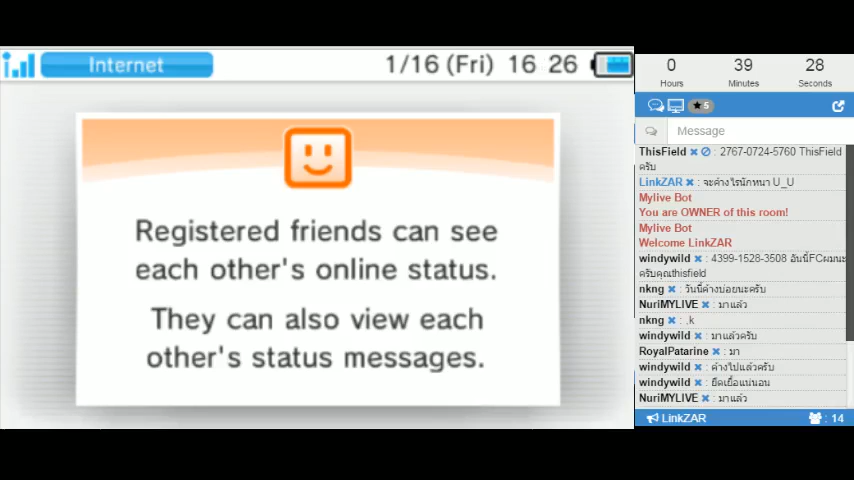 Internet
1/16 (Fri) 16 26
Registered friends can see
each other's online status.
They can also view each
other's status messages.
0 39 28
Hours Minutes Seconds
★ 5
Message
ThisField : 2767-0724-5760 ThisField
ครับ
LinkZAR : จะค้างไรนักหนา U_U
Mylive Bot
You are OWNER of this room!
Mylive Bot
Welcome LinkZAR
windywild : 4399-1528-3508 อันนี้FCผมนะ
ครับคุณthisfield
nkng : วันนี้ค้างบ่อยนะครับ
NuriMYLIVE : มาแล้ว
nkng : .k
windywild : มาแล้วครับ
RoyalPatarine : มา
windywild : ค้างไปแล้วครับ
windywild : ยืดเยื้อแน่นอน
NuriMYLIVE : มาแล้ว
LinkZAR : 14